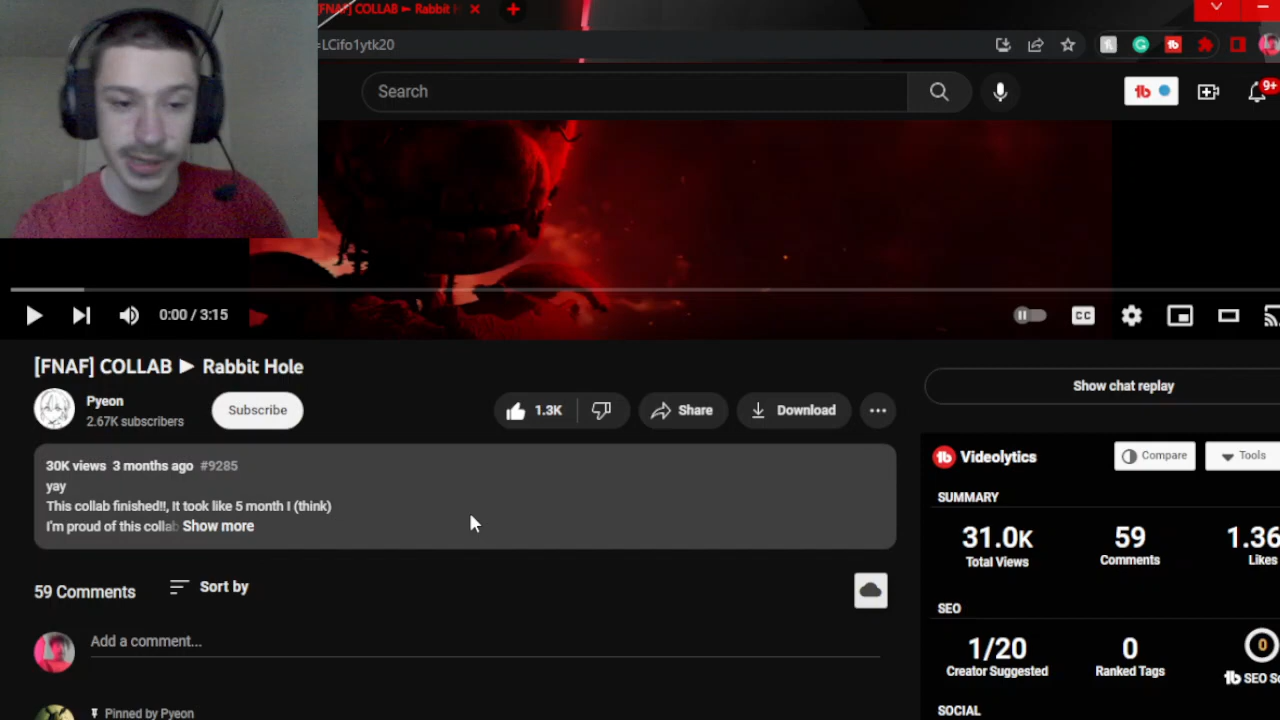 [FNAF] COLLAB ► Rabbit H
=LCifo1ytk20
Search
9+
0:00 / 3:15
CC
[FNAF] COLLAB ► Rabbit Hole
Pyeon
2.67K subscribers
Subscribe
1.3K
Share
Download
Show chat replay
30K views 3 months ago #9285
yay
This collab finished!!, It took like 5 month I (think)
I'm proud of this collab Show more
Videolytics
Compare
Tools
SUMMARY
31.0K
Total Views
59
Comments
1.36
Likes
59 Comments
Sort by
SEO
Add a comment...
1/20
Creator Suggested
0
Ranked Tags
0
SEO Sc
Pinned by Pyeon
SOCIAL